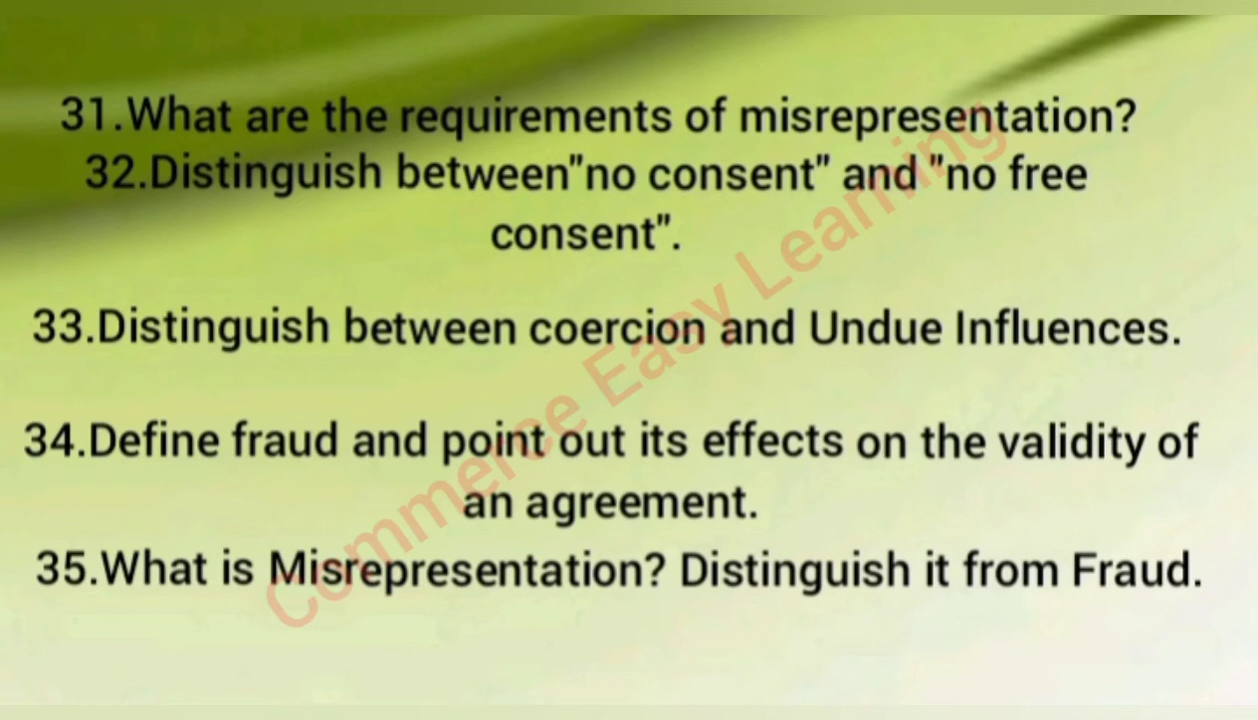 31.What are the requirements of misrepresentation?
32.Distinguish between"no consent" and "no free
consent".
33.Distinguish between coercion and Undue Influences.
34.Define fraud and point out its effects on the validity of
an agreement.
35.What is Misrepresentation? Distinguish it from Fraud.
Commerce Easy Learning